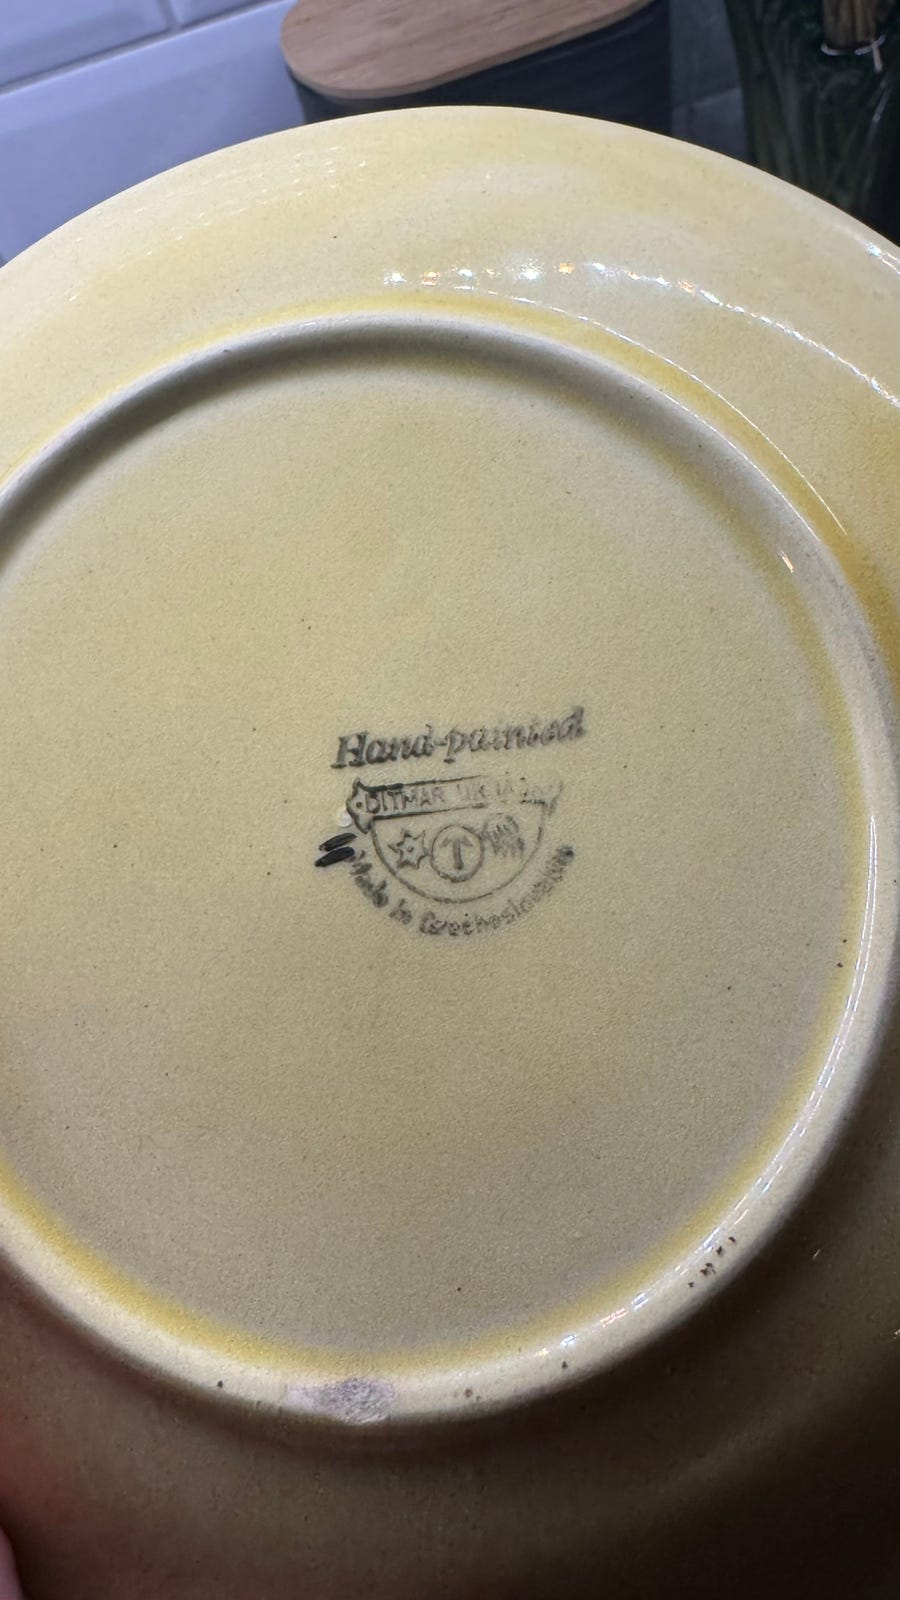 Hand-painted
DITMAR URBACH
Made in Czechoslovakia